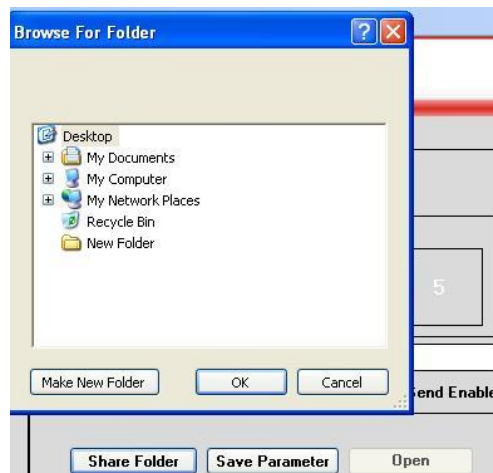 Browse For Folder
Desktop
My Documents
My Computer
My Network Places
Recycle Bin
New Folder
5
Make New Folder
OK
Cancel
Enable
Share Folder
Save Parameter
Open